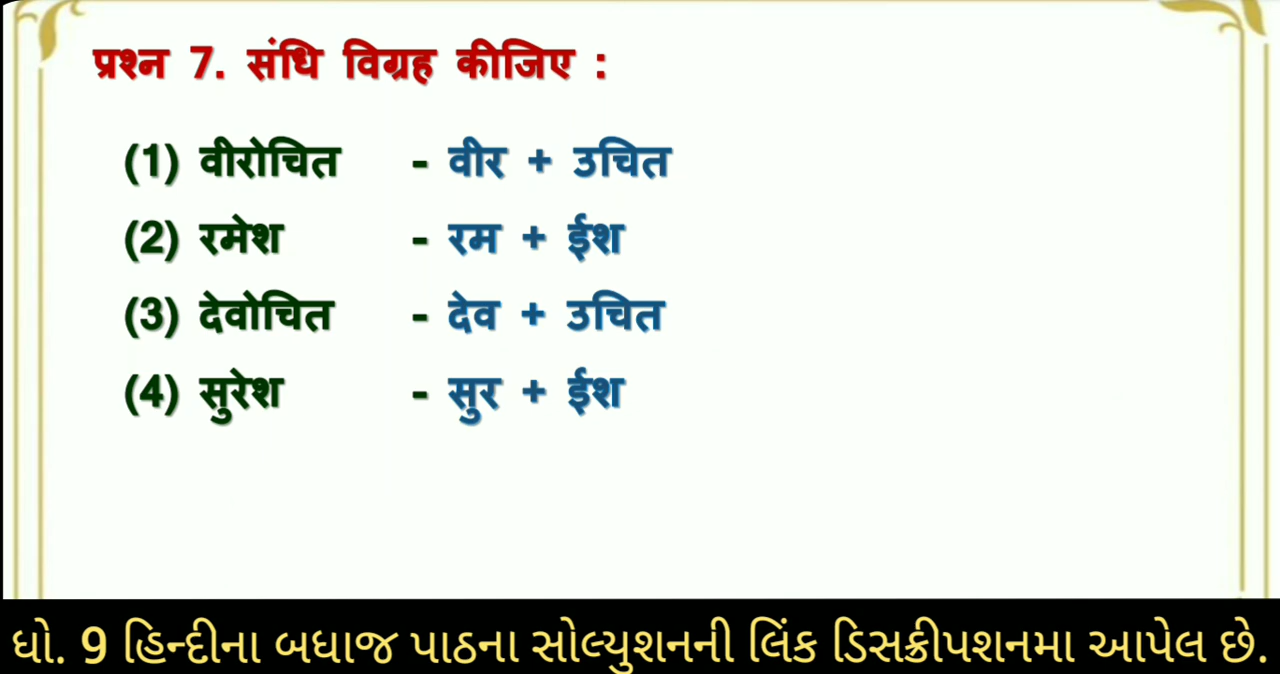 प्रश्न 7. संधि विग्रह कीजिए :
(1) वीरोचित - वीर + उचित
(2) रमेश - रम + ईश
(3) देवोचित - देव + उचित
(4) सुरेश - सुर + ईश
ધો. 9 હિન્દીના બધાજ પાઠના સોલ્યુશનની લિંક ડિસક્રીપશનમા આપેલ છે.